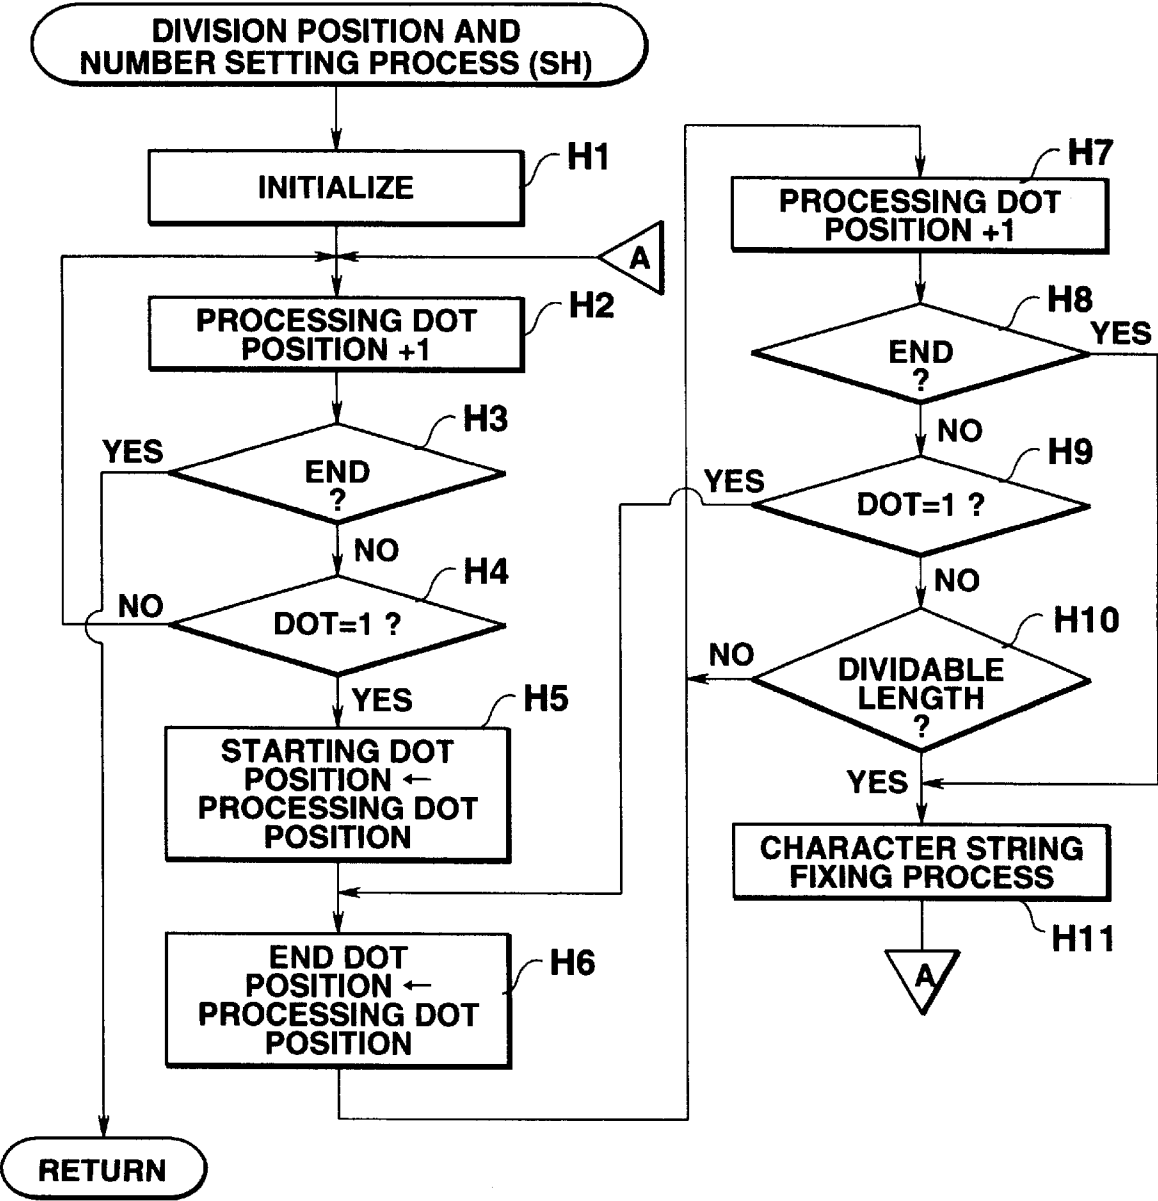 DIVISION POSITION AND
NUMBER SETTING PROCESS (SH)
H1
INITIALIZE
A
H2
PROCESSING DOT
POSITION +1
H3
YES
END
?
NO
H4
NO
DOT=1 ?
YES
H5
STARTING DOT
POSITION ←
PROCESSING DOT
POSITION
H6
END DOT
POSITION ←
PROCESSING DOT
POSITION
RETURN
H7
PROCESSING DOT
POSITION +1
H8
YES
END
?
NO
H9
YES
DOT=1 ?
NO
H10
NO
DIVIDABLE
LENGTH
?
YES
CHARACTER STRING
FIXING PROCESS
H11
A